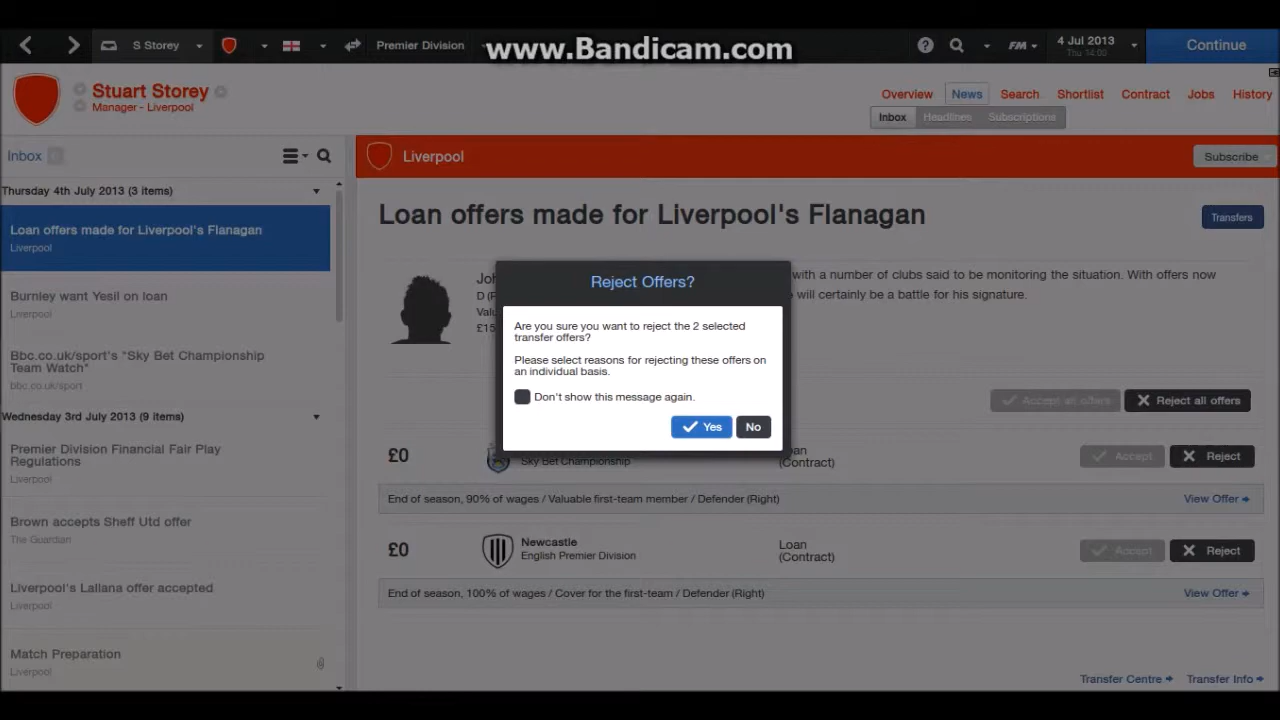 www.Bandicam.com
S Storey
Premier Division
FM
4 Jul 2013
Thu 14:00
Continue
Stuart Storey
Manager - Liverpool
Overview
News
Search
Shortlist
Contract
Jobs
History
Inbox
Headlines
Subscriptions
Inbox
Liverpool
Subscribe
Thursday 4th July 2013 (3 items)
Loan offers made for Liverpool's Flanagan
Liverpool
Burnley want Yesil on loan
Liverpool
Bbc.co.uk/sport's "Sky Bet Championship
Team Watch"
bbc.co.uk/sport
Wednesday 3rd July 2013 (9 items)
Premier Division Financial Fair Play
Regulations
Liverpool
Brown accepts Sheff Utd offer
The Guardian
Liverpool's Lallana offer accepted
Liverpool
Match Preparation
Liverpool
Loan offers made for Liverpool's Flanagan
Transfers
with a number of clubs said to be monitoring the situation. With offers now
will certainly be a battle for his signature.
Reject Offers?
Are you sure you want to reject the 2 selected
transfer offers?
Please select reasons for rejecting these offers on
an individual basis.
Don't show this message again.
Yes
No
Accept all offers
Reject all offers
£0
Sky Bet Championship
(Contract)
Accept
Reject
End of season, 90% of wages / Valuable first-team member / Defender (Right)
View Offer
£0
Newcastle
English Premier Division
Loan
(Contract)
Accept
Reject
End of season, 100% of wages / Cover for the first-team / Defender (Right)
View Offer
Transfer Centre
Transfer Info